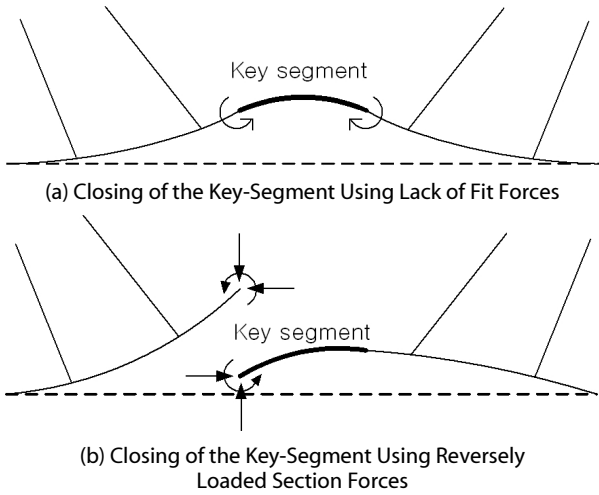 Key segment
(a) Closing of the Key-Segment Using Lack of Fit Forces
Key segment
(b) Closing of the Key-Segment Using Reversely
Loaded Section Forces